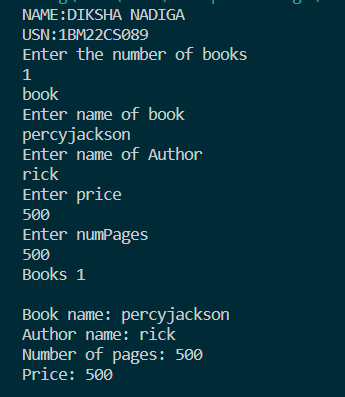 NAME:DIKSHA NADIGA
USN:1BM22CS089
Enter the number of books
1
book
Enter name of book
percyjackson
Enter name of Author
rick
Enter price
500
Enter numPages
500
Books 1
Book name: percyjackson
Author name: rick
Number of pages: 500
Price: 500